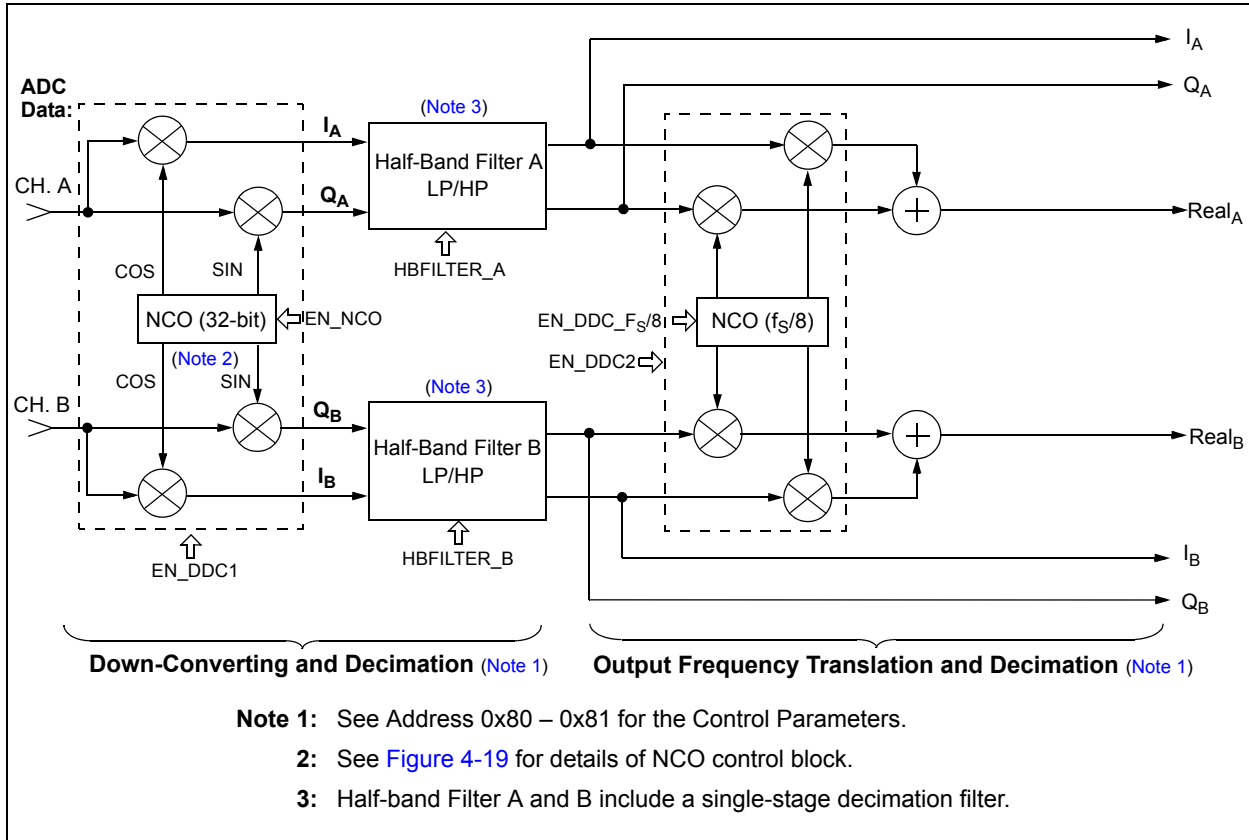 I_A
Q_A
ADC
Data:
(Note 3)
I_A
Half-Band Filter A
LP/HP
CH. A
Q_A
Real_A
HBFILTER_A
COS
SIN
NCO (32-bit)
EN_NCO
EN_DDC_F_S/8
NCO (f_S/8)
(Note 2)
EN_DDC2
COS
SIN
(Note 3)
CH. B
Q_B
Half-Band Filter B
LP/HP
Real_B
I_B
HBFILTER_B
EN_DDC1
I_B
Q_B
Down-Converting and Decimation (Note 1)
Output Frequency Translation and Decimation (Note 1)
Note 1: See Address 0x80 – 0x81 for the Control Parameters.
2: See Figure 4-19 for details of NCO control block.
3: Half-band Filter A and B include a single-stage decimation filter.